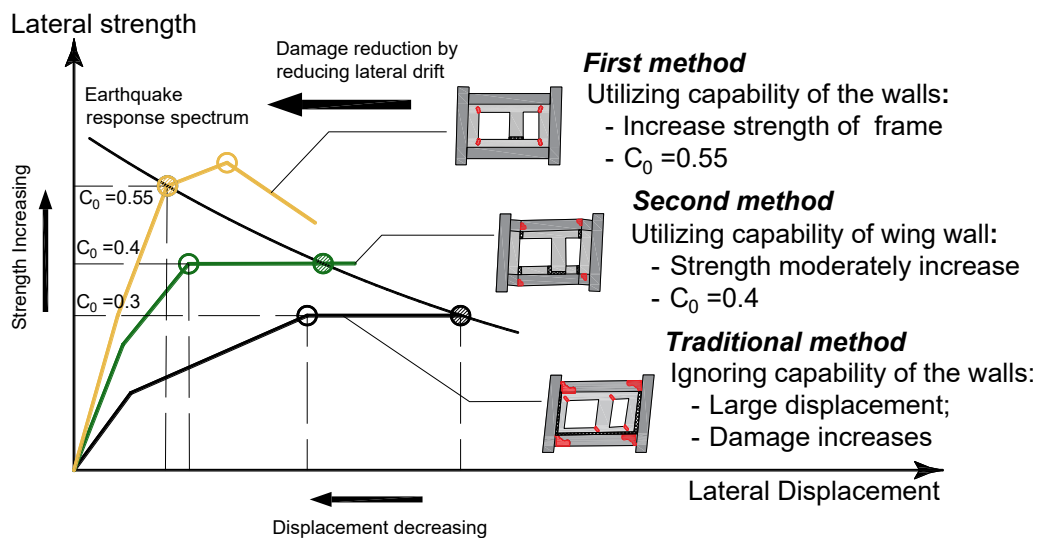 Lateral strength
Damage reduction by
reducing lateral drift
Earthquake
response spectrum
First method
Utilizing capability of the walls:
- Increase strength of frame
- C0 =0.55
C0 =0.55
Second method
Utilizing capability of wing wall:
- Strength moderately increase
- C0 =0.4
C0 =0.4
C0 =0.3
Strength Increasing
Traditional method
Ignoring capability of the walls:
- Large displacement;
- Damage increases
Lateral Displacement
Displacement decreasing